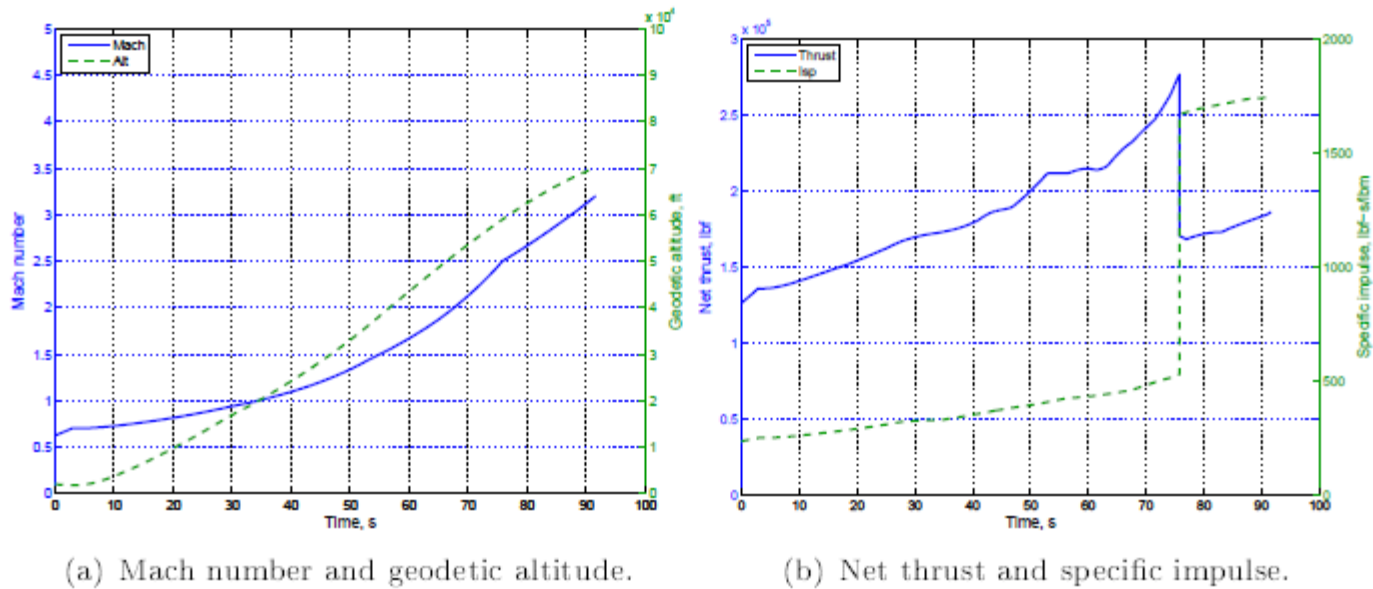 x 10^4
5
4.5
4
3.5
3
2.5
2
1.5
1
0.5
0
Mach number
Mach
Alt
10
9
8
7
6
5
4
3
2
1
0
Geodetic altitude, ft
0 10 20 30 40 50 60 70 80 90 100
Time, s
(a) Mach number and geodetic altitude.
x 10^5
3
2.5
2
1.5
1
0.5
0
Net thrust, lbf
Thrust
Isp
2000
1500
1000
500
0
Specific impulse, lbf-s/lbm
0 10 20 30 40 50 60 70 80 90 100
Time, s
(b) Net thrust and specific impulse.